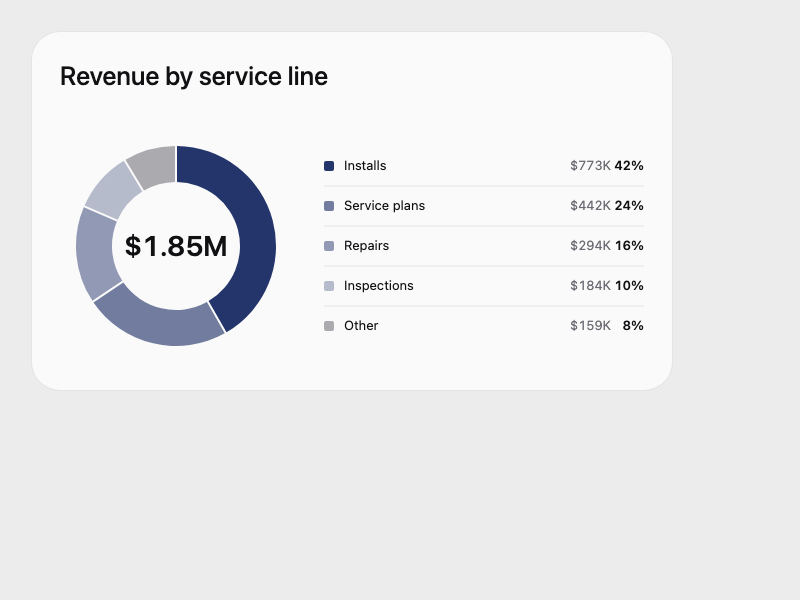 Revenue by service line
$1.85M
Installs $773K 42%
Service plans $442K 24%
Repairs $294K 16%
Inspections $184K 10%
Other $159K 8%